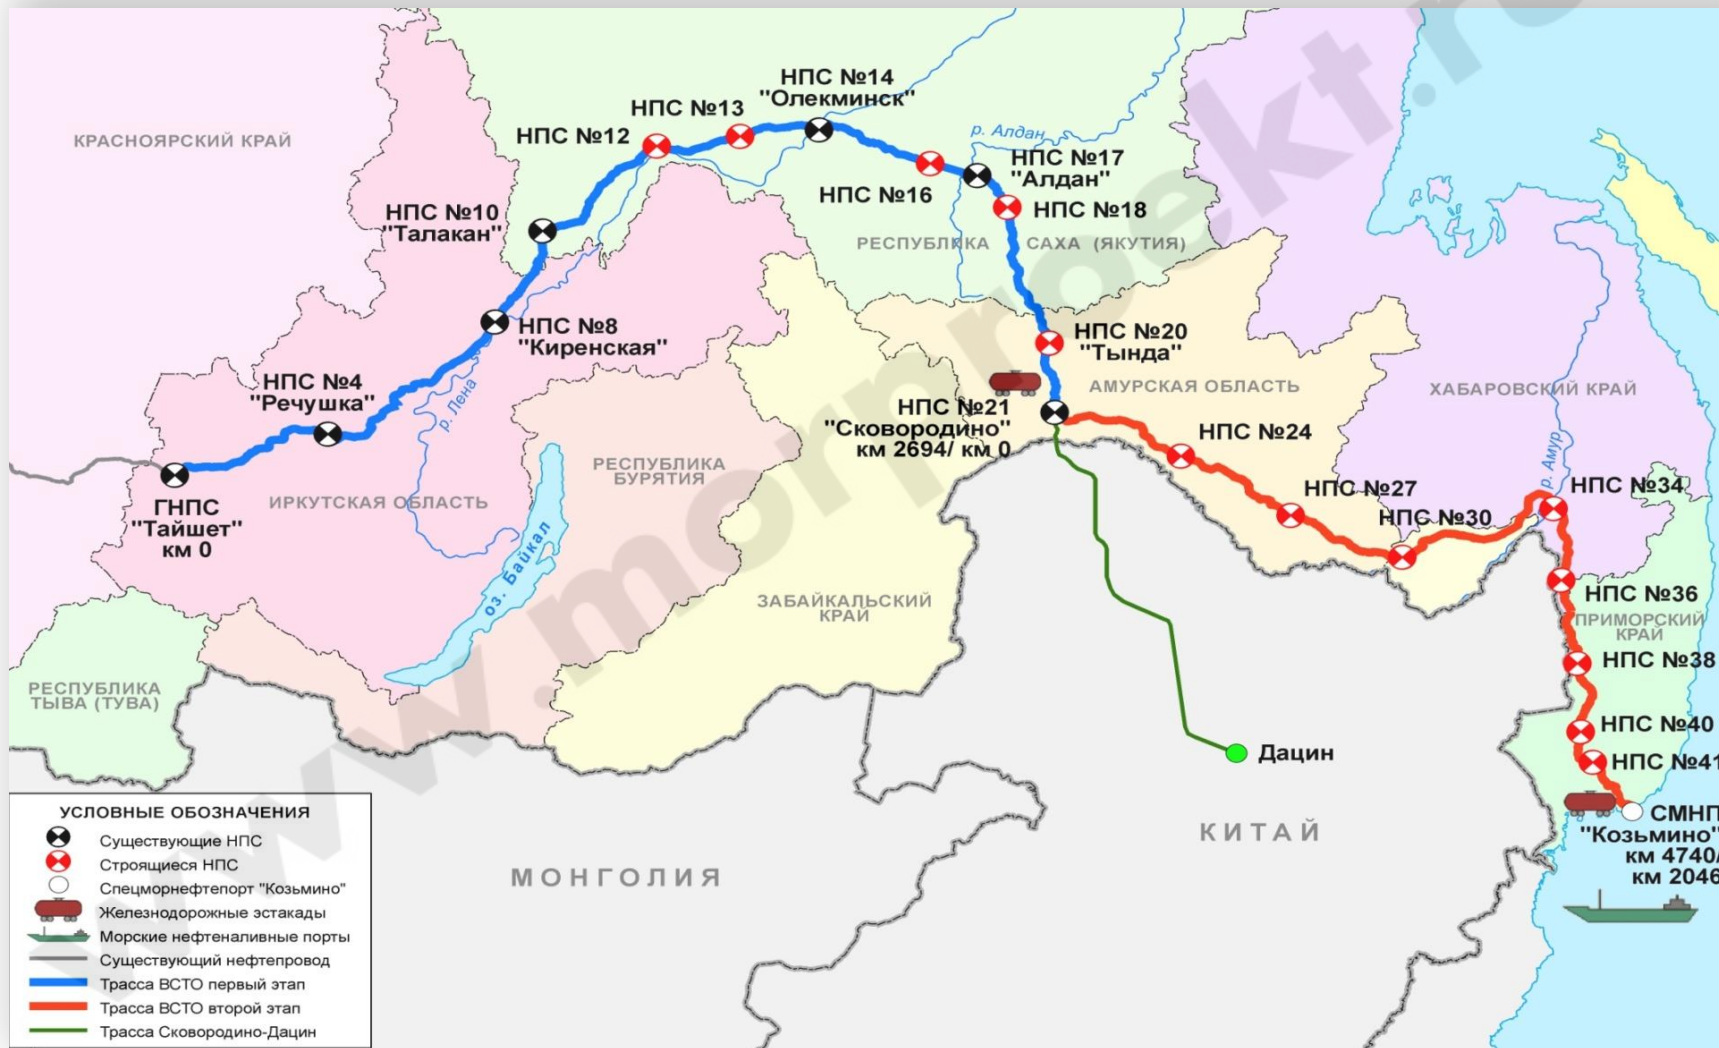 КРАСНОЯРСКИЙ КРАЙ
НПС №12
НПС №13
НПС №14
"Олекминск"
р. Алдан
НПС №17
"Алдан"
НПС №16
НПС №18
НПС №10
"Талакан"
РЕСПУБЛИКА
САХА (ЯКУТИЯ)
НПС №8
"Киренская"
НПС №4
"Речушка"
р. Лена
НПС №20
"Тында"
АМУРСКАЯ ОБЛАСТЬ
ХАБАРОВСКИЙ КРАЙ
НПС №21
"Сковородино"
км 2694/ км 0
НПС №24
НПС №27
НПС №30
р. Амур
НПС №34
ГНПС
"Тайшет"
км 0
ИРКУТСКАЯ ОБЛАСТЬ
РЕСПУБЛИКА
БУРЯТИЯ
оз. Байкал
ЗАБАЙКАЛЬСКИЙ
КРАЙ
НПС №36
ПРИМОРСКИЙ
КРАЙ
НПС №38
РЕСПУБЛИКА
ТЫВА (ТУВА)
НПС №40
НПС №41
Дацин
СМНП
"Козьмино"
км 4740/
км 2046
КИТАЙ
МОНГОЛИЯ
УСЛОВНЫЕ ОБОЗНАЧЕНИЯ
Существующие НПС
Строящиеся НПС
Спецморнефтепорт "Козьмино"
Железнодорожные эстакады
Морские нефтеналивные порты
Существующий нефтепровод
Трасса ВСТО первый этап
Трасса ВСТО второй этап
Трасса Сковородино-Дацин
www.morproekt.ru